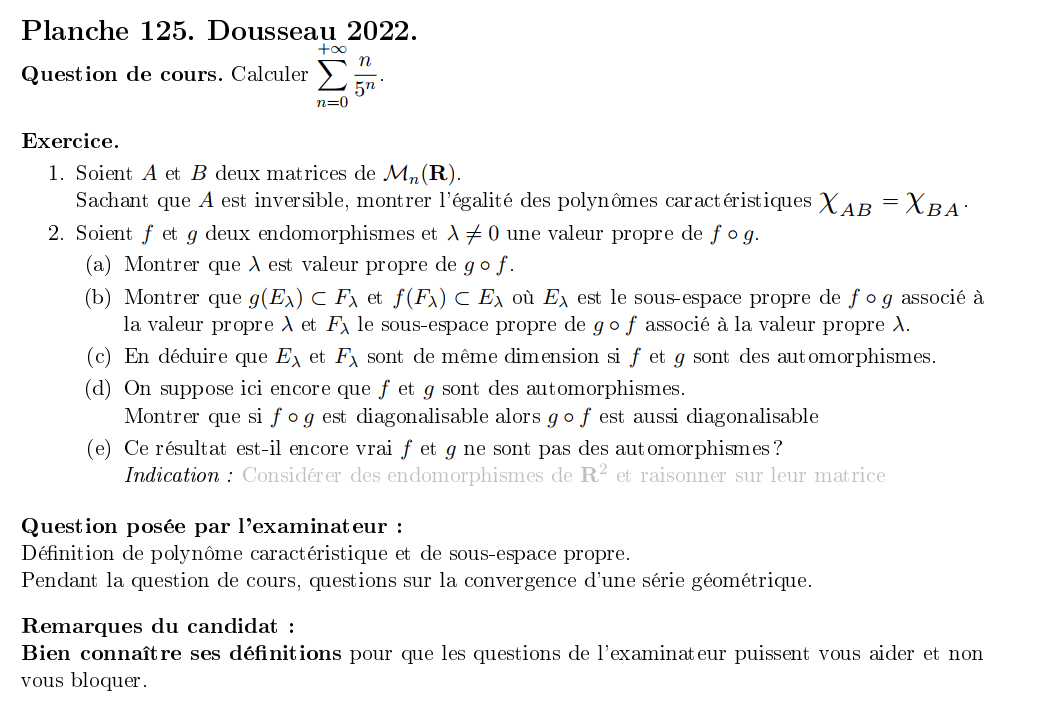 Planche 125. Dousseau 2022.
Question de cours. Calculer $\sum_{n=0}^{+\infty} \frac{n}{5^n}$.
Exercice.
1. Soient $A$ et $B$ deux matrices de $\mathcal{M}_n(\mathbf{R})$.
Sachant que $A$ est inversible, montrer l'égalité des polynômes caractéristiques $\chi_{AB} = \chi_{BA}$.
2. Soient $f$ et $g$ deux endomorphismes et $\lambda \neq 0$ une valeur propre de $f \circ g$.
(a) Montrer que $\lambda$ est valeur propre de $g \circ f$.
(b) Montrer que $g(E_\lambda) \subset F_\lambda$ et $f(F_\lambda) \subset E_\lambda$ où $E_\lambda$ est le sous-espace propre de $f \circ g$ associé à
la valeur propre $\lambda$ et $F_\lambda$ le sous-espace propre de $g \circ f$ associé à la valeur propre $\lambda$.
(c) En déduire que $E_\lambda$ et $F_\lambda$ sont de même dimension si $f$ et $g$ sont des automorphismes.
(d) On suppose ici encore que $f$ et $g$ sont des automorphismes.
Montrer que si $f \circ g$ est diagonalisable alors $g \circ f$ est aussi diagonalisable
(e) Ce résultat est-il encore vrai $f$ et $g$ ne sont pas des automorphismes ?
Indication : Considérer des endomorphismes de $\mathbf{R}^2$ et raisonner sur leur matrice
Question posée par l'examinateur :
Définition de polynôme caractéristique et de sous-espace propre.
Pendant la question de cours, questions sur la convergence d'une série géométrique.
Remarques du candidat :
Bien connaître ses définitions pour que les questions de l'examinateur puissent vous aider et non
vous bloquer.